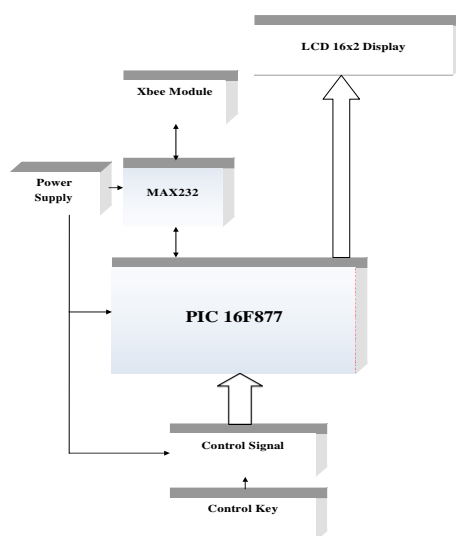 LCD 16x2 Display
Xbee Module
Power
Supply
MAX232
PIC 16F877
Control Signal
Control Key